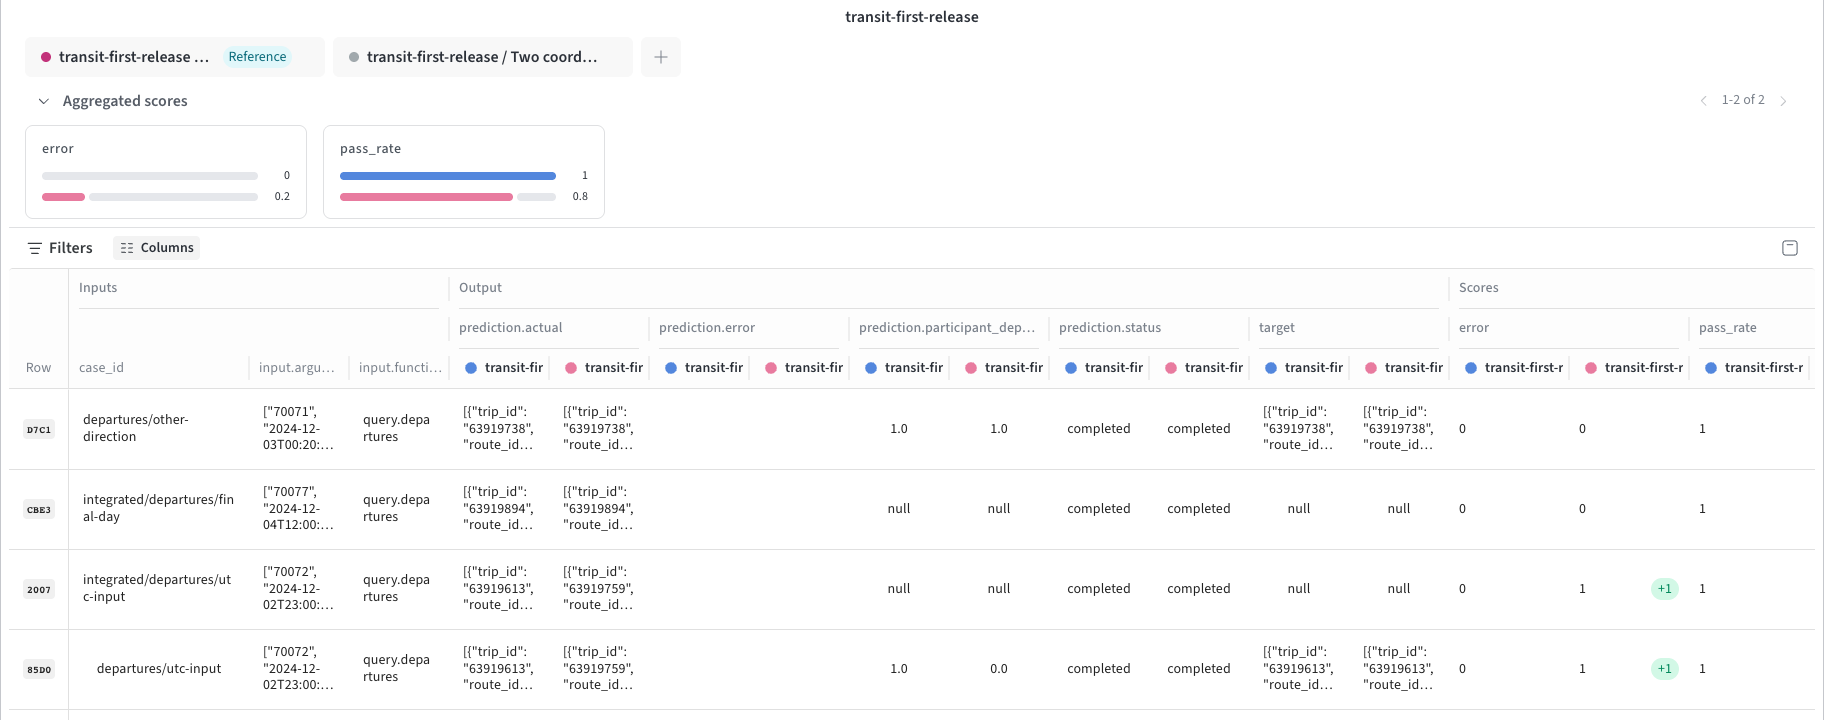 transit-first-release
transit-first-release ... Reference transit-first-release / Two coord...
Aggregated scores
1-2 of 2
error
0
0.2
pass_rate
1
0.8
Filters Columns
Inputs Output Scores
prediction.actual prediction.error prediction.participant_dep... prediction.status target error pass_rate
Row case_id input.argu... input.functi... transit-fir transit-fir transit-fir transit-fir transit-fir transit-fir transit-fir transit-fir transit-fir transit-fir transit-first-r transit-first-r transit-first-r
D7C1
departures/other-
direction
["70071",
"2024-12-
03T00:20:...
query.depa
rtures
[{"trip_id":
"63919738",
"route_id...
[{"trip_id":
"63919738",
"route_id...
1.0
1.0
completed
completed
[{"trip_id":
"63919738",
"route_id...
[{"trip_id":
"63919738",
"route_id...
0
0
1
CBE3
integrated/departures/fin
al-day
["70077",
"2024-12-
04T12:00:...
query.depa
rtures
[{"trip_id":
"63919894",
"route_id...
[{"trip_id":
"63919894",
"route_id...
null
null
completed
completed
null
null
0
0
1
2007
integrated/departures/ut
c-input
["70072",
"2024-12-
02T23:00:...
query.depa
rtures
[{"trip_id":
"63919613",
"route_id...
[{"trip_id":
"63919759",
"route_id...
null
null
completed
completed
null
null
0
1
+1
1
85D0
departures/utc-input
["70072",
"2024-12-
02T23:00:...
query.depa
rtures
[{"trip_id":
"63919613",
"route_id...
[{"trip_id":
"63919759",
"route_id...
1.0
0.0
completed
completed
[{"trip_id":
"63919613",
"route_id...
[{"trip_id":
"63919613",
"route_id...
0
1
+1
1